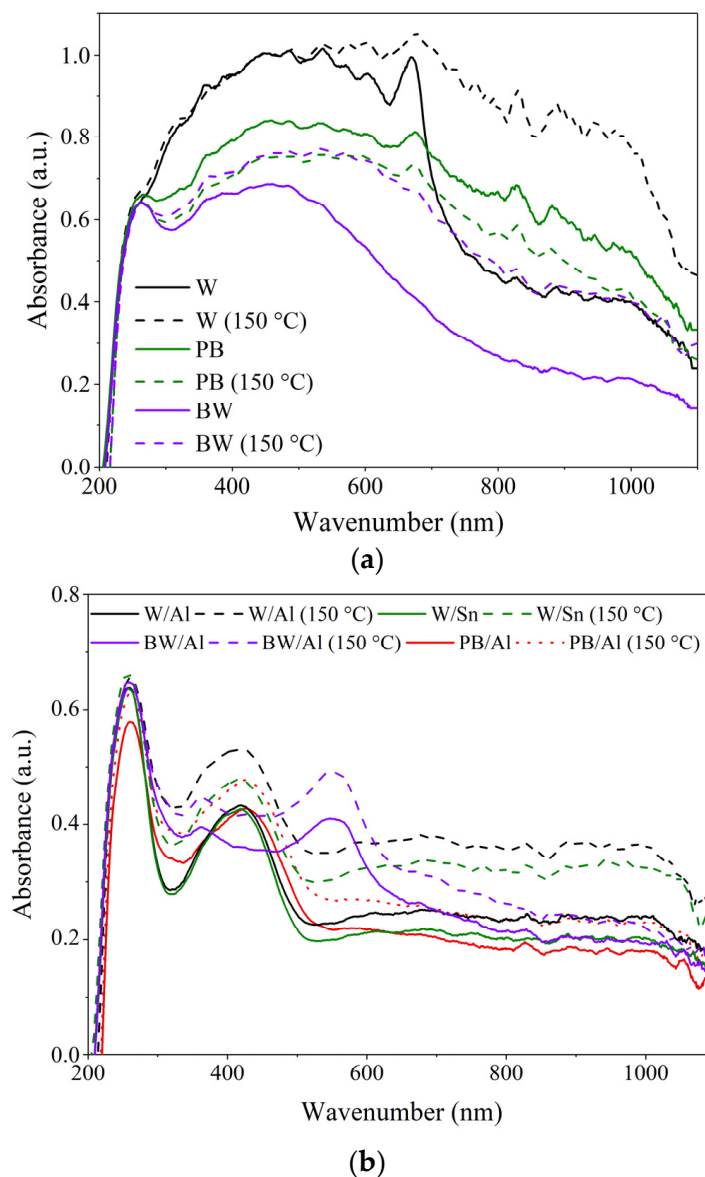 1.0
0.8
0.6
0.4
0.2
0.0
Absorbance (a.u.)
W
W (150 °C)
PB
PB (150 °C)
BW
BW (150 °C)
200 400 600 800 1000
Wavenumber (nm)
(a)
0.8
0.6
0.4
0.2
0.0
Absorbance (a.u.)
W/Al W/Al (150 °C) W/Sn W/Sn (150 °C)
BW/Al BW/Al (150 °C) PB/Al PB/Al (150 °C)
200 400 600 800 1000
Wavenumber (nm)
(b)